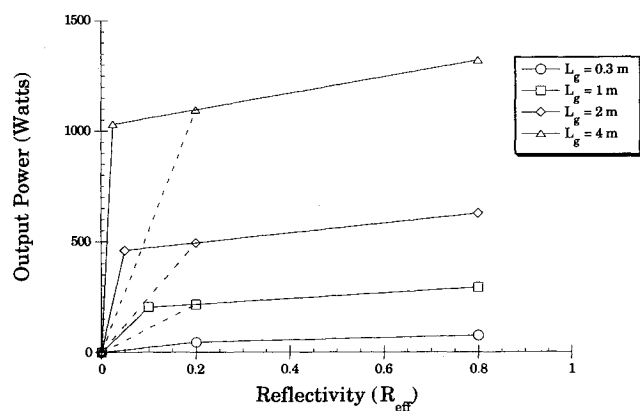 1500
1000
500
0
Output Power (Watts)
0 0.2 0.4 0.6 0.8 1
Reflectivity (R_eff)
L_g = 0.3 m
L_g = 1 m
L_g = 2 m
L_g = 4 m